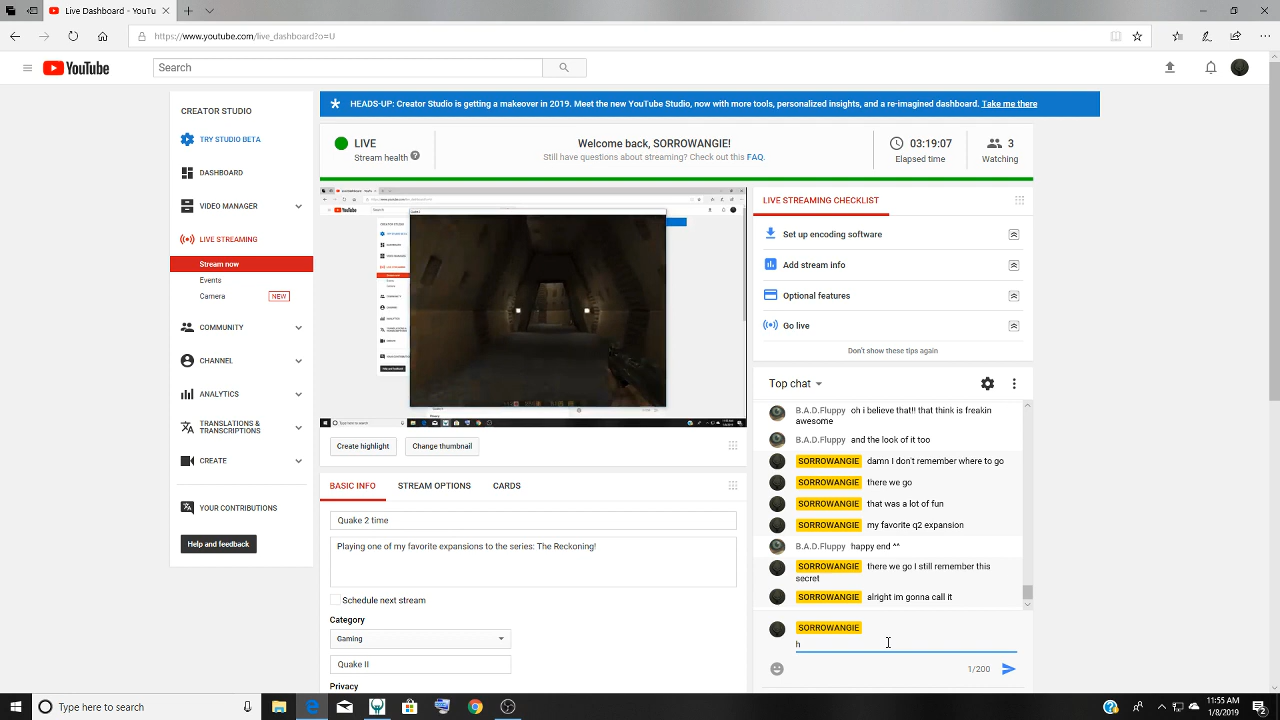 Live Dashboard - YouTu
https://www.youtube.com/live_dashboard?o=U
YouTube
Search
CREATOR STUDIO
TRY STUDIO BETA
DASHBOARD
VIDEO MANAGER
LIVE STREAMING
Stream now
Events
Camera
NEW
COMMUNITY
CHANNEL
ANALYTICS
TRANSLATIONS &
TRANSCRIPTIONS
CREATE
YOUR CONTRIBUTIONS
Help and feedback
HEADS-UP: Creator Studio is getting a makeover in 2019. Meet the new YouTube Studio, now with more tools, personalized insights, and a re-imagined dashboard. Take me there
LIVE
Stream health ?
Welcome back, SORROWANGIE!
Still have questions about streaming? Check out this FAQ.
03:19:07
Elapsed time
3
Watching
Create highlight
Change thumbnail
BASIC INFO
STREAM OPTIONS
CARDS
Quake 2 time
Playing one of my favorite expansions to the series: The Reckoning!
Schedule next stream
Category
Gaming
Quake II
Privacy
LIVE STREAMING CHECKLIST
Set up encoding software
Add stream info
Optional features
Go live
Don't show these tips again
Top chat
B.A.D.Fluppy oh i believe that!! that think is freakin
awesome
B.A.D.Fluppy and the look of it too
SORROWANGIE damn I don't remember where to go
SORROWANGIE there we go
SORROWANGIE that was a lot of fun
SORROWANGIE my favorite q2 expansion
B.A.D.Fluppy happy end ^^
SORROWANGIE there we go I still remember this
secret
SORROWANGIE alright im gonna call it
SORROWANGIE
h
1/200
Type here to search
11:55 AM
1/8/2019